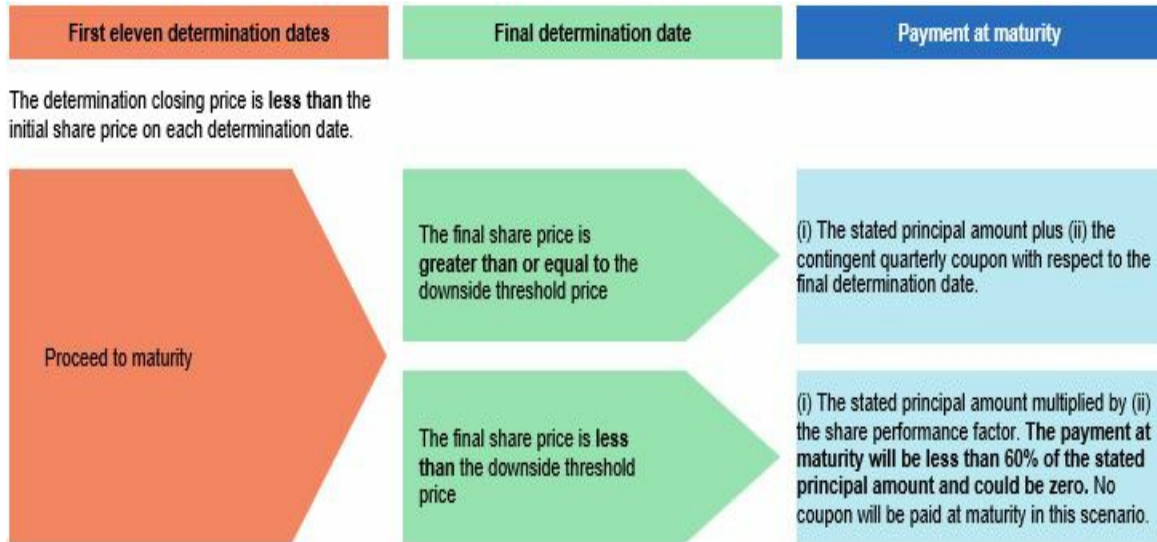 First eleven determination dates
Final determination date
Payment at maturity
The determination closing price is less than the
initial share price on each determination date.
Proceed to maturity
The final share price is
greater than or equal to the
downside threshold price
(i) The stated principal amount plus (ii) the
contingent quarterly coupon with respect to the
final determination date.
The final share price is less
than the downside threshold
price
(i) The stated principal amount multiplied by (ii)
the share performance factor. The payment at
maturity will be less than 60% of the stated
principal amount and could be zero. No
coupon will be paid at maturity in this scenario.